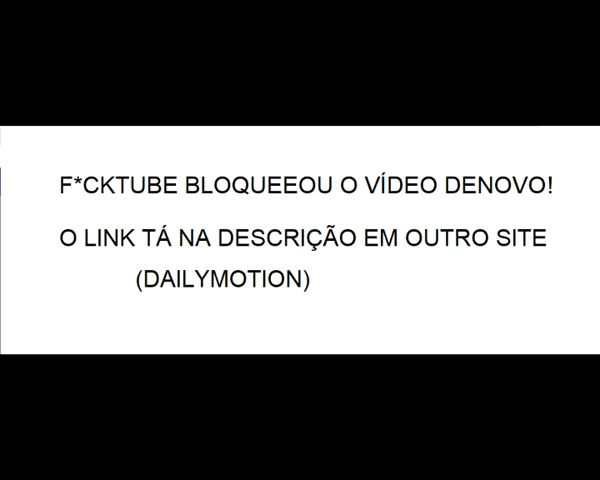 F*CKTUBE BLOQUEEOU O VÍDEO DENOVO!
O LINK TÁ NA DESCRIÇÃO EM OUTRO SITE
(DAILYMOTION)